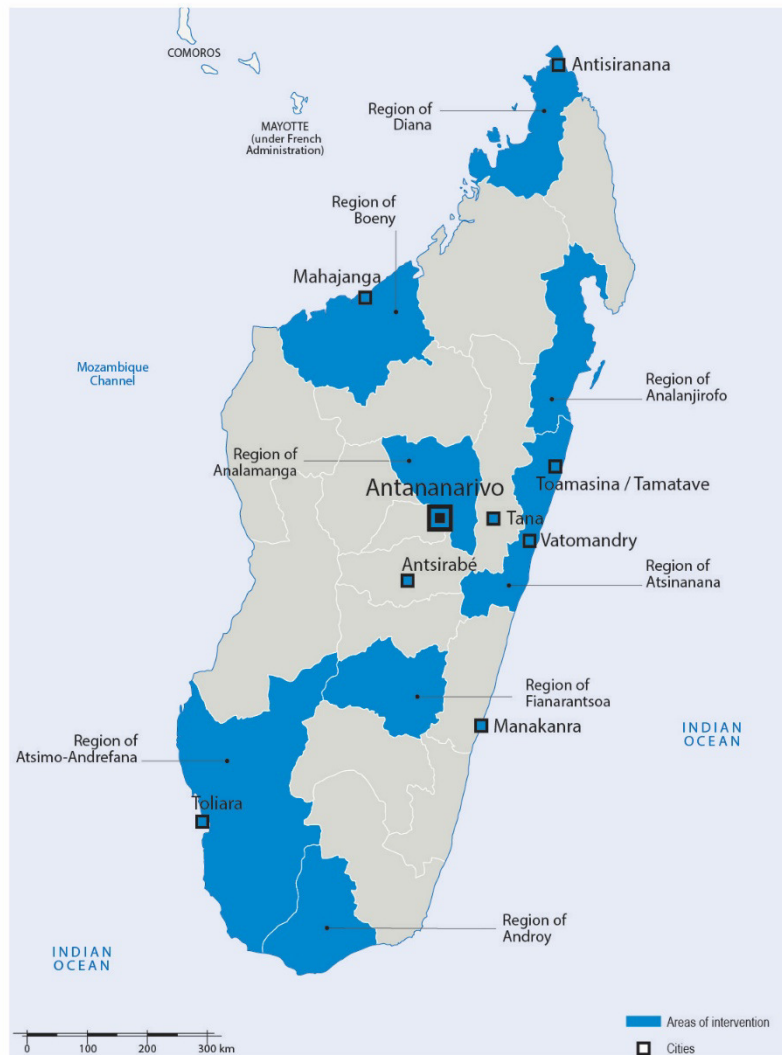 COMOROS
MAYOTTE
(under French
Administration)
Antisiranana
Region of
Diana
Region of
Boeny
Mahajanga
Mozambique
Channel
Region of
Analanjirofo
Region of
Analamanga
Antananarivo
Toamasina / Tamatave
Tana
Vatomandry
Antsirabé
Region of
Atsinanana
Region of
Fianarantsoa
Manakanra
INDIAN
OCEAN
Region of
Atsimo-Andrefana
Toliara
Region of
Androy
INDIAN
OCEAN
0 100 200 300 km
Areas of intervention
Cities